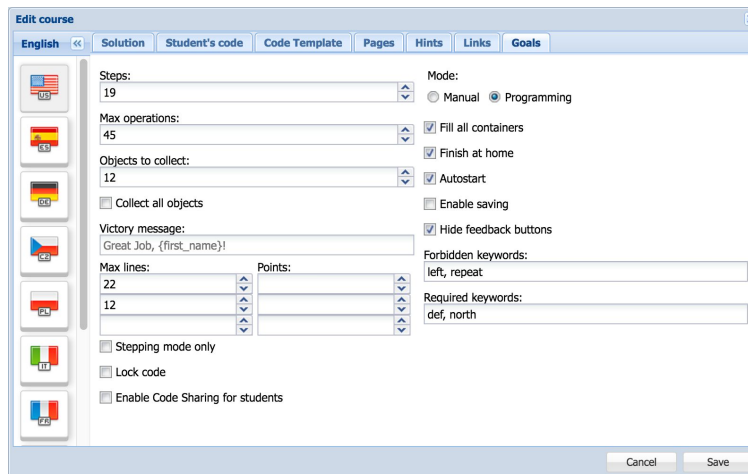 Edit course
English
Solution
Student's code
Code Template
Pages
Hints
Links
Goals
US
ES
DE
CZ
PL
IT
FR
Steps:
19
Max operations:
45
Objects to collect:
12
Collect all objects
Victory message:
Great Job, {first_name}!
Max lines:
Points:
22
12
Stepping mode only
Lock code
Enable Code Sharing for students
Mode:
Manual
Programming
Fill all containers
Finish at home
Autostart
Enable saving
Hide feedback buttons
Forbidden keywords:
left, repeat
Required keywords:
def, north
Cancel
Save